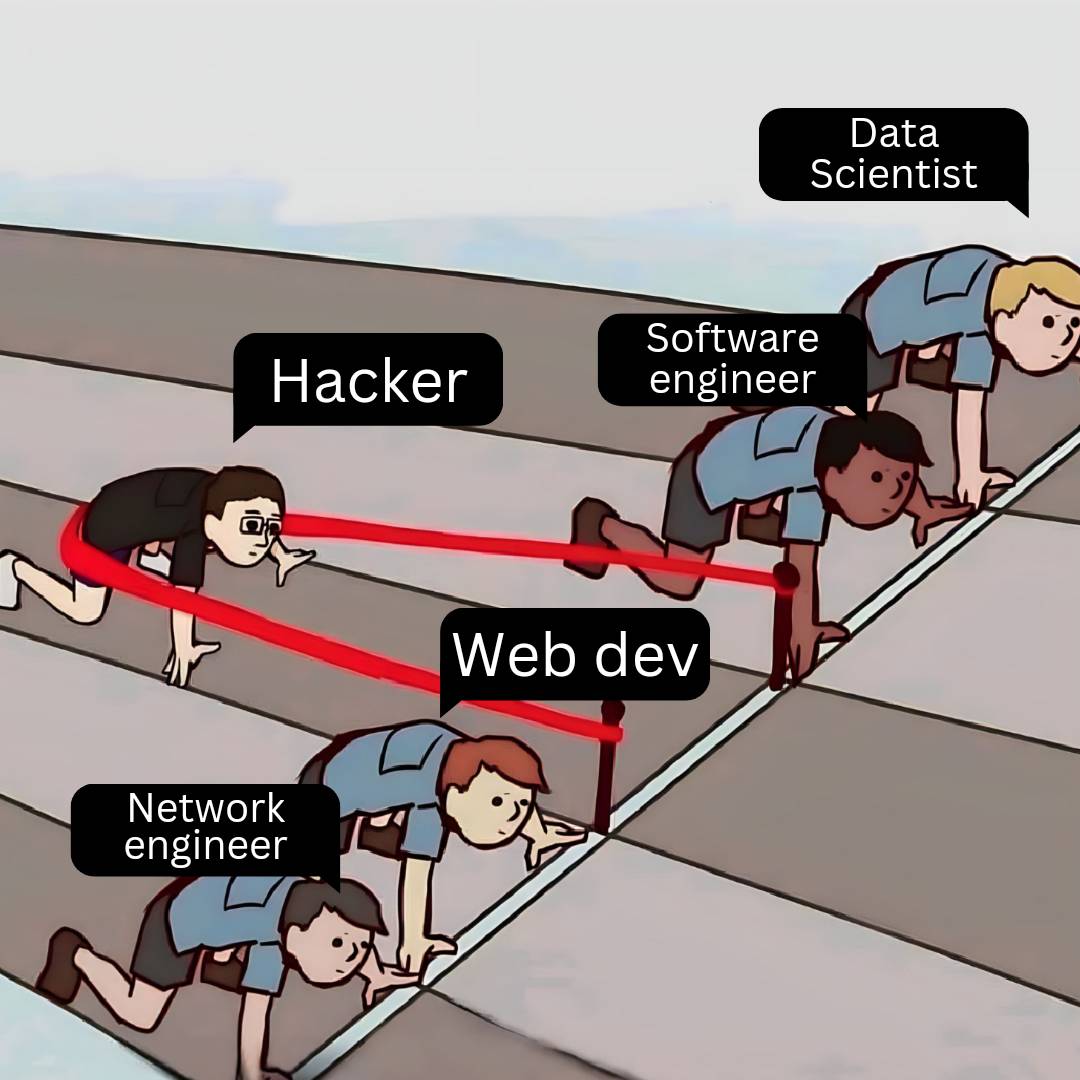 Data
Scientist
Software
engineer
Hacker
Web dev
Network
engineer